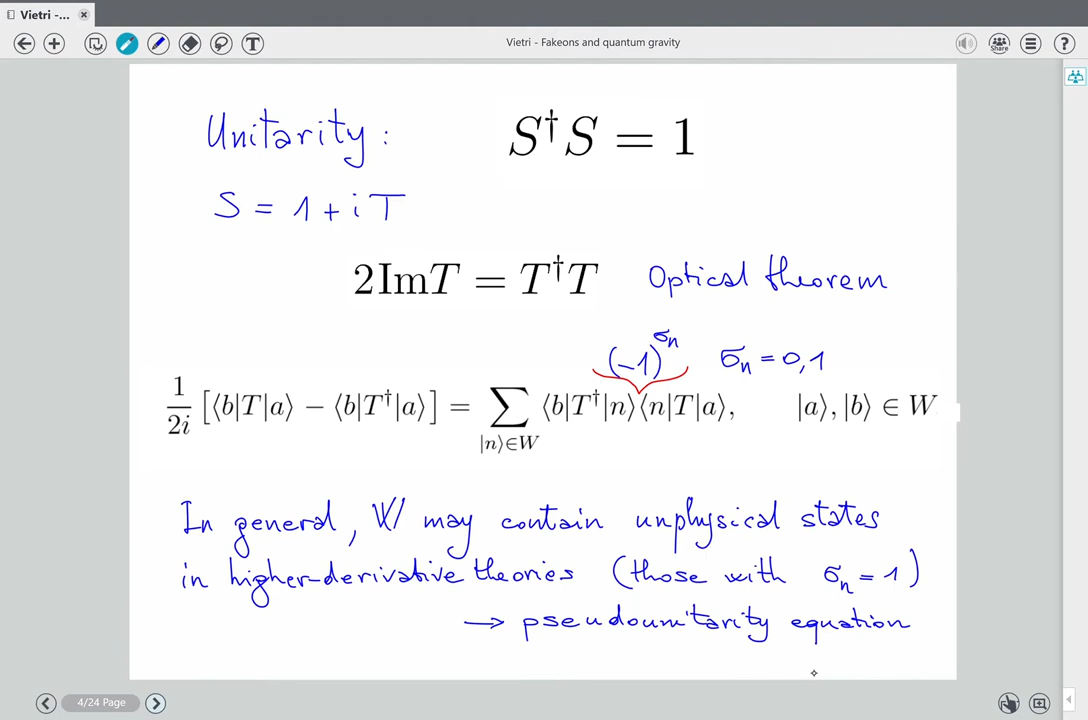 Vietri -...
Vietri - Fakeons and quantum gravity
Share
Unitarity:
S†S = 1
S = 1 + iT
2ImT = T†T
Optical theorem
(-1)^σₙ
σₙ = 0,1
1/2i [⟨b|T|a⟩ − ⟨b|T†|a⟩] = ∑_{|n⟩∈W} ⟨b|T†|n⟩⟨n|T|a⟩, |a⟩, |b⟩ ∈ W
In general, W may contain unphysical states
in higher-derivative theories (those with σₙ = 1)
→ pseudounitarity equation
4/24 Page